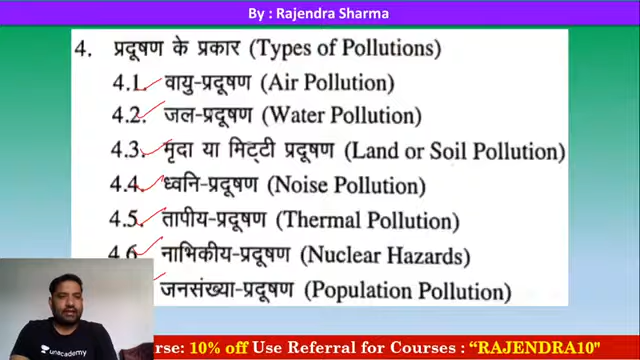 By : Rajendra Sharma
4. प्रदूषण के प्रकार (Types of Pollutions)
4.1. वायु-प्रदूषण (Air Pollution)
4.2. जल-प्रदूषण (Water Pollution)
4.3. मृदा या मिट्टी प्रदूषण (Land or Soil Pollution)
4.4. ध्वनि-प्रदूषण (Noise Pollution)
4.5. तापीय-प्रदूषण (Thermal Pollution)
4.6 नाभिकीय-प्रदूषण (Nuclear Hazards)
जनसंख्या-प्रदूषण (Population Pollution)
unacademy
rse: 10% off Use Referral for Courses : “RAJENDRA10"